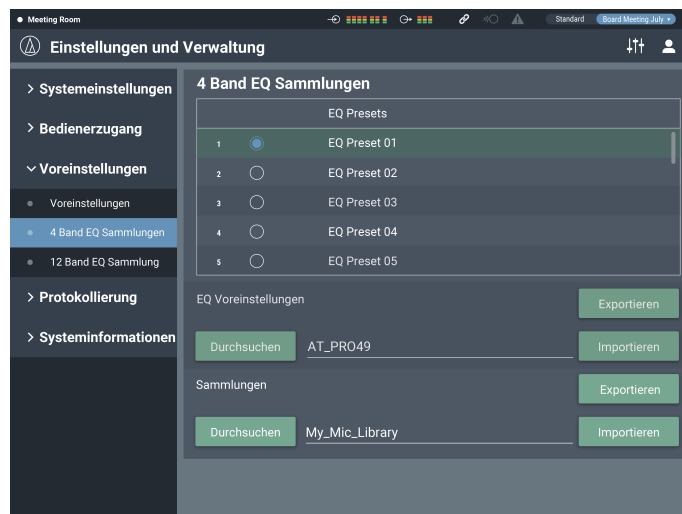 Meeting Room
Standard
Board Meeting July
Einstellungen und Verwaltung
Systemeinstellungen
Bedienerzugang
Voreinstellungen
Voreinstellungen
4 Band EQ Sammlungen
12 Band EQ Sammlung
Protokollierung
Systeminformationen
4 Band EQ Sammlungen
EQ Presets
1 EQ Preset 01
2 EQ Preset 02
3 EQ Preset 03
4 EQ Preset 04
5 EQ Preset 05
EQ Voreinstellungen
Exportieren
Durchsuchen AT_PRO49 Importieren
Sammlungen
Exportieren
Durchsuchen My_Mic_Library Importieren